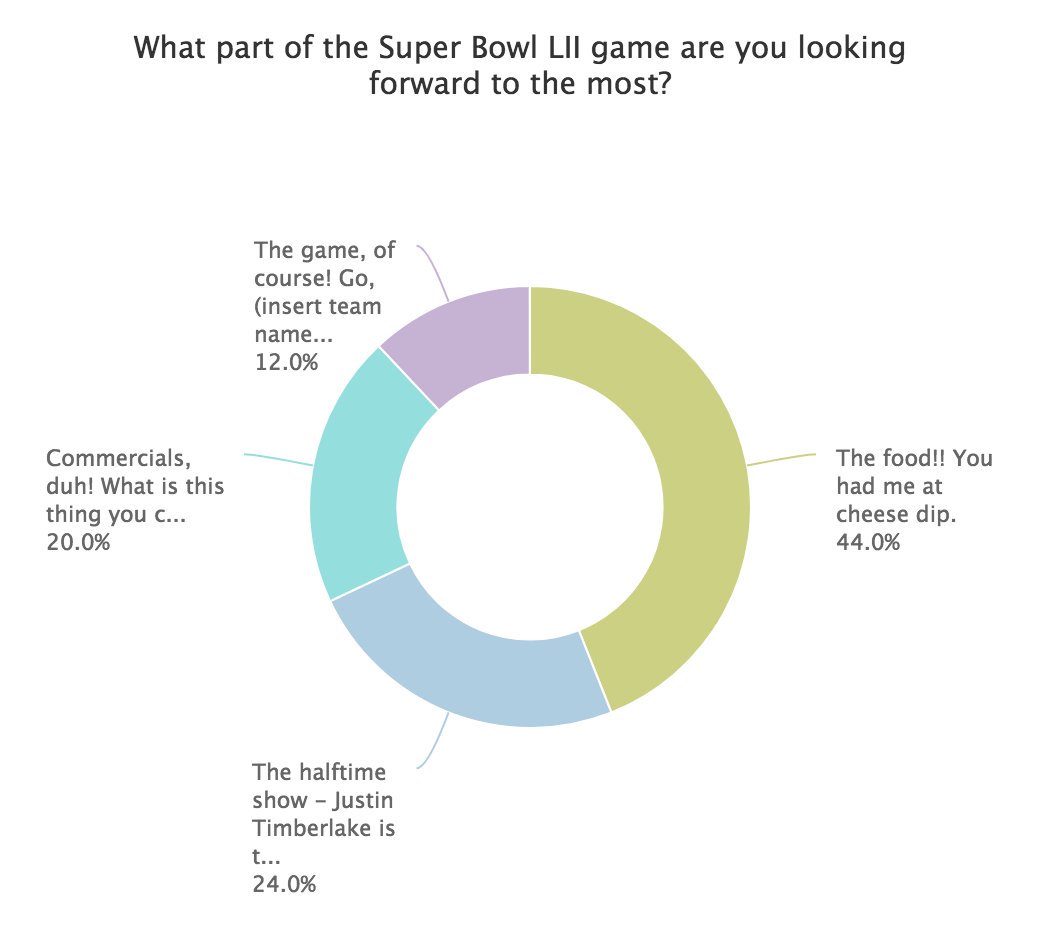 What part of the Super Bowl LII game are you looking
forward to the most?
The game, of
course! Go,
(insert team
name...
12.0%
Commercials,
duh! What is this
thing you c...
20.0%
The food!! You
had me at
cheese dip.
44.0%
The halftime
show – Justin
Timberlake is
t...
24.0%